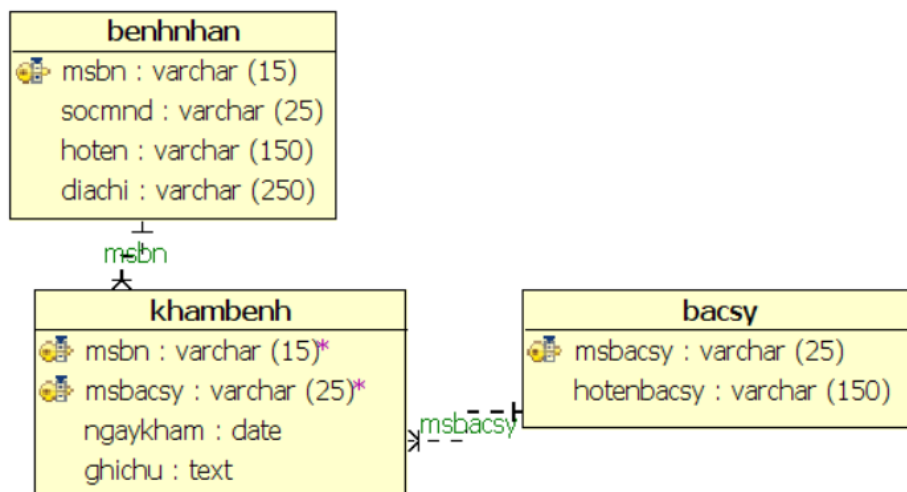 benhnhan
msbn : varchar (15)
socmnd : varchar (25)
hoten : varchar (150)
diachi : varchar (250)
msbn
khambenh
msbn : varchar (15)*
msbacsy : varchar (25)*
ngaykham : date
ghichu : text
msbacsy
bacsy
msbacsy : varchar (25)
hotenbacsy : varchar (150)